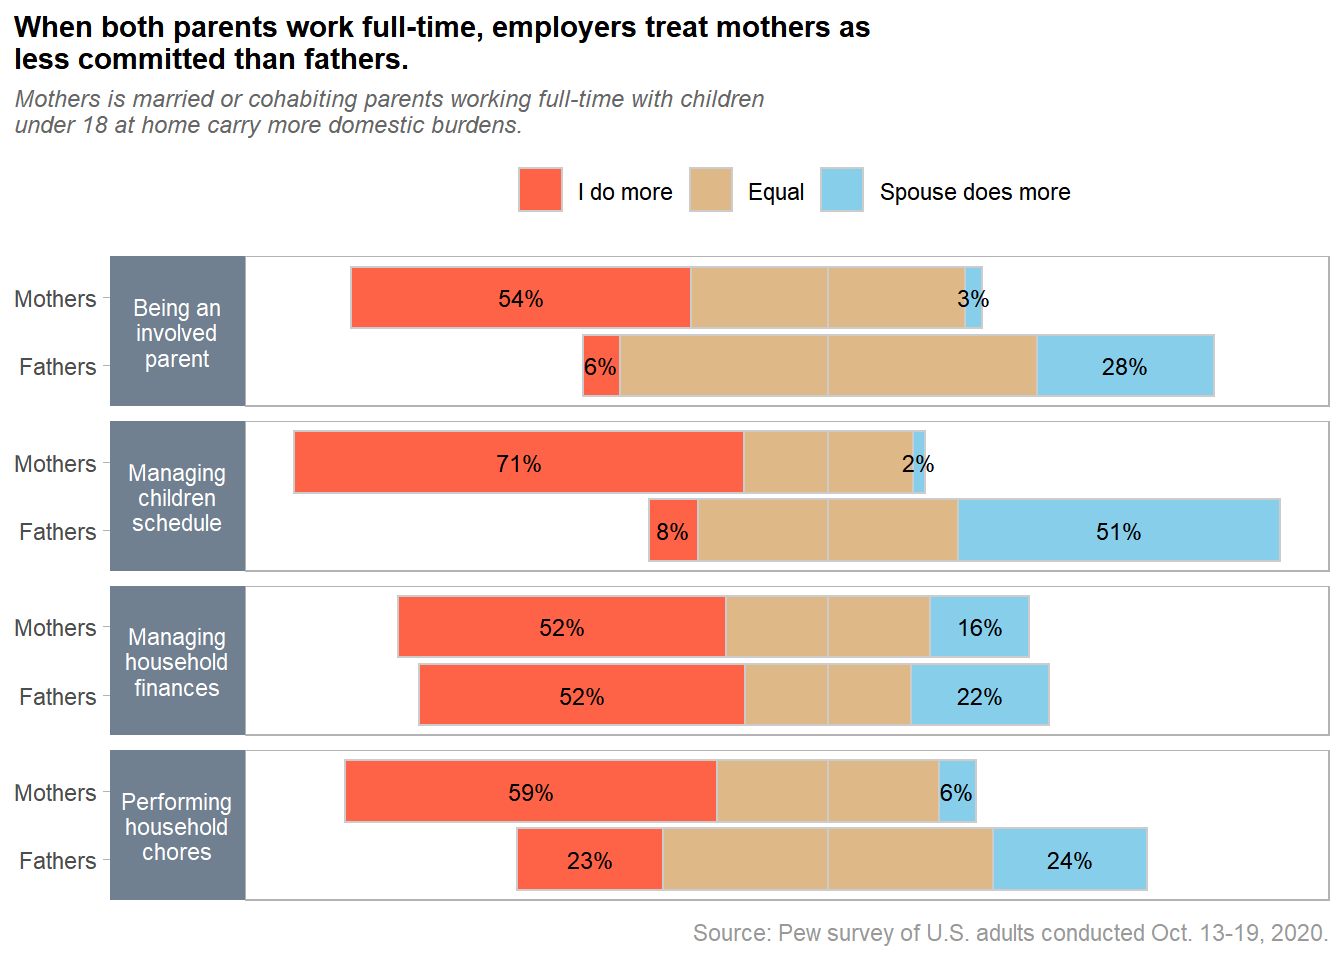 When both parents work full-time, employers treat mothers as
less committed than fathers.
Mothers is married or cohabiting parents working full-time with children
under 18 at home carry more domestic burdens.
I do more
Equal
Spouse does more
Mothers
Fathers
Being an
involved
parent
54%
3%
6%
28%
Mothers
Fathers
Managing
children
schedule
71%
2%
8%
51%
Mothers
Fathers
Managing
household
finances
52%
16%
52%
22%
Mothers
Fathers
Performing
household
chores
59%
6%
23%
24%
Source: Pew survey of U.S. adults conducted Oct. 13-19, 2020.